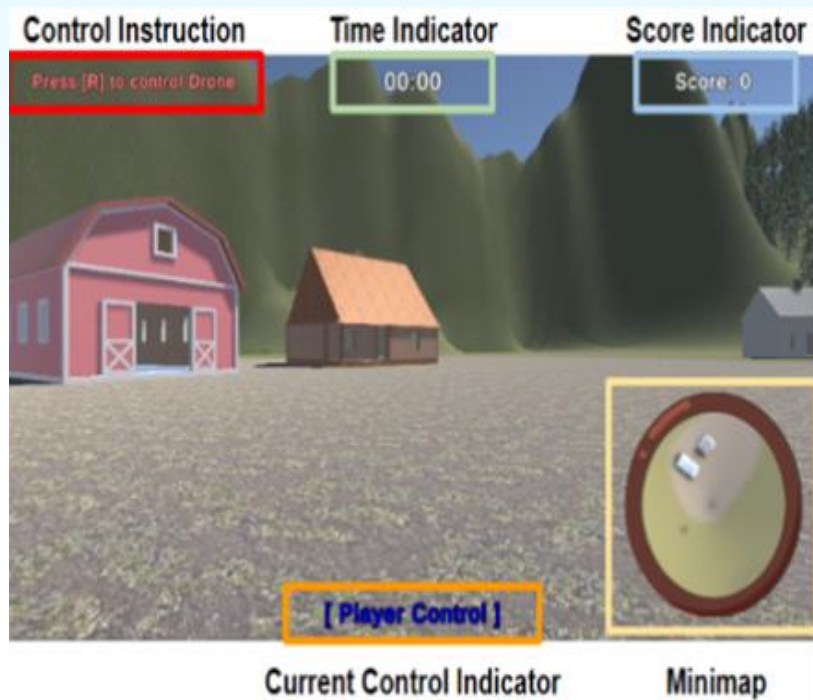 Control Instruction
Time Indicator
Score Indicator
Press [R] to control Drone
00:00
Score: 0
[ Player Control ]
Current Control Indicator
Minimap